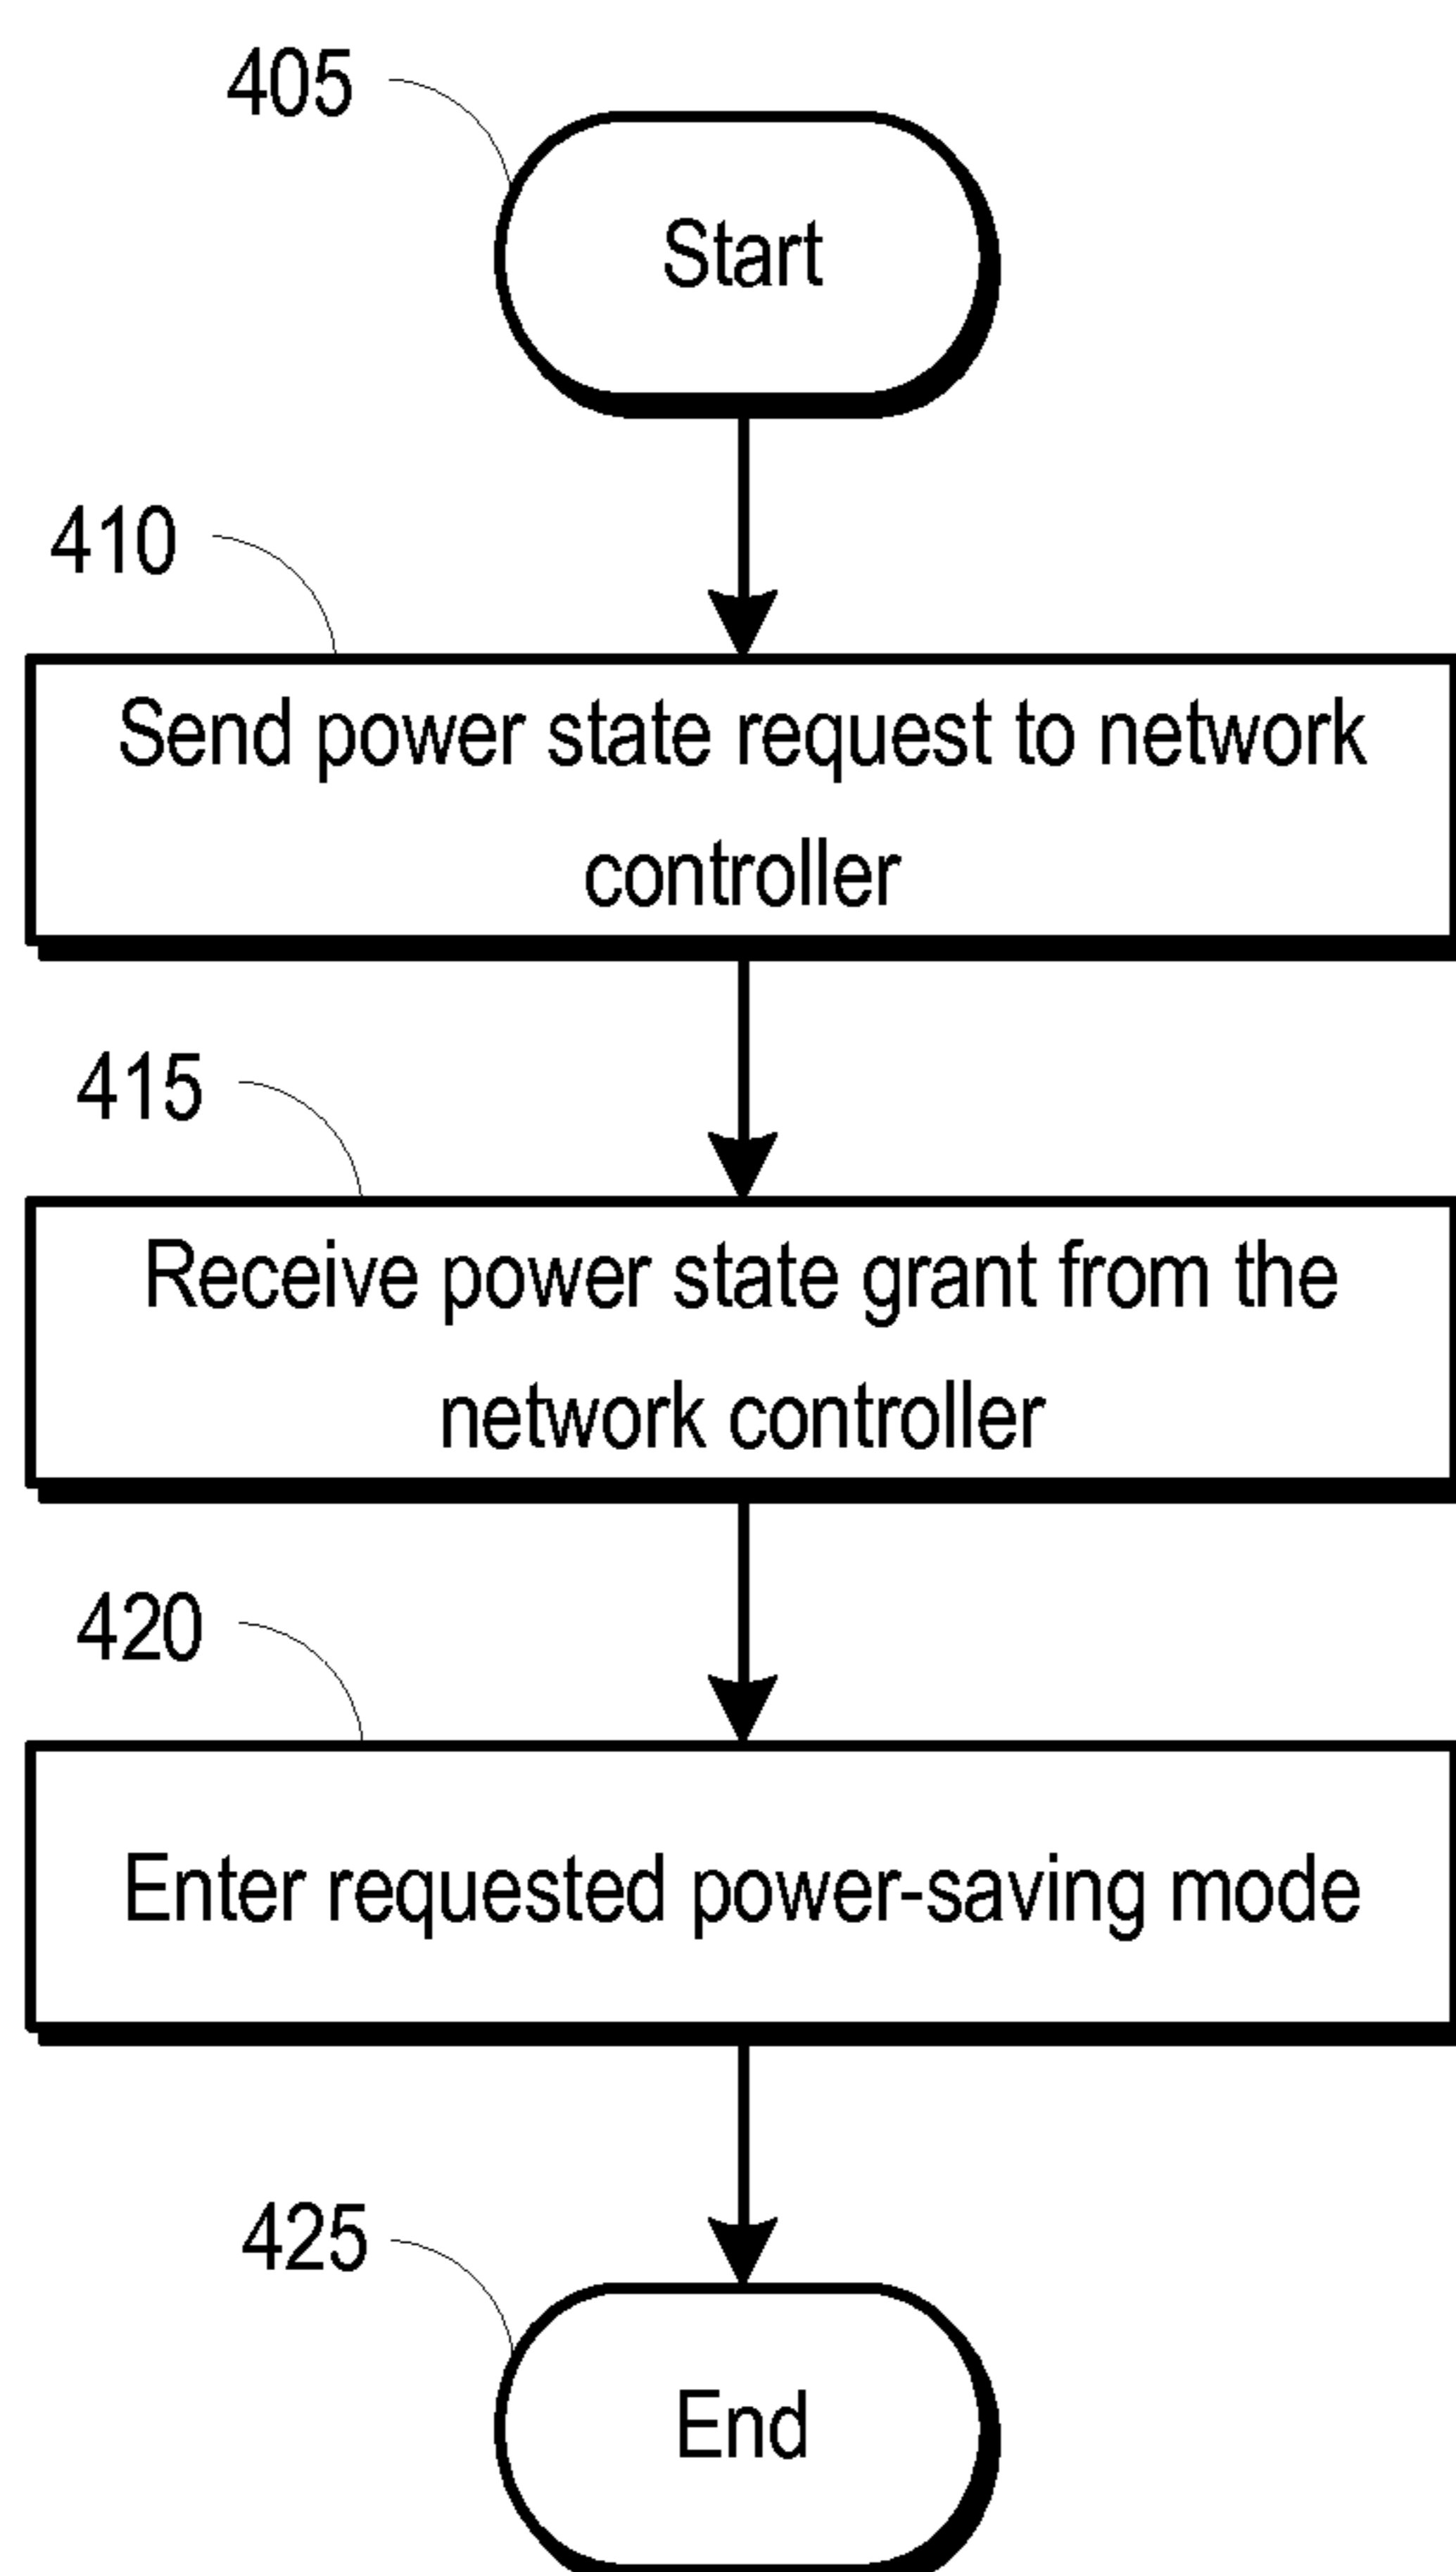 405
Start
410
Send power state request to network
controller
415
Receive power state grant from the
network controller
420
Enter requested power-saving mode
425
End